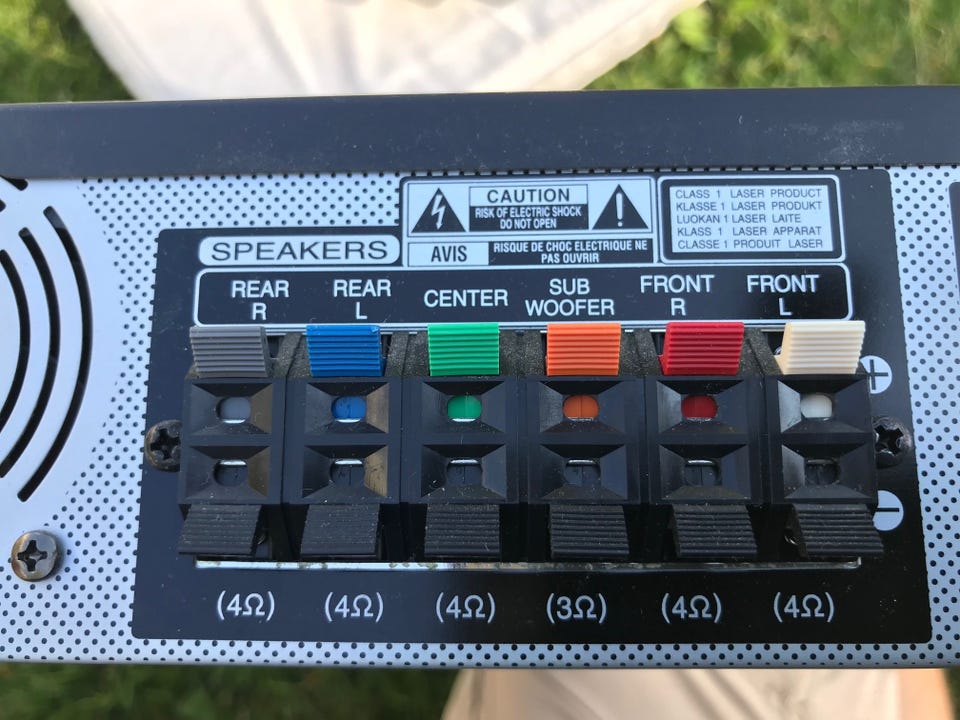 CAUTION
RISK OF ELECTRIC SHOCK
DO NOT OPEN
AVIS
RISQUE DE CHOC ELECTRIQUE NE
PAS OUVRIR
CLASS 1 LASER PRODUCT
KLASSE 1 LASER PRODUKT
LUOKAN 1 LASER LAITE
KLASS 1 LASER APPARAT
CLASSE 1 PRODUIT LASER
SPEAKERS
REAR
R
REAR
L
CENTER
SUB
WOOFER
FRONT
R
FRONT
L
+
−
(4Ω) (4Ω) (4Ω) (3Ω) (4Ω) (4Ω)